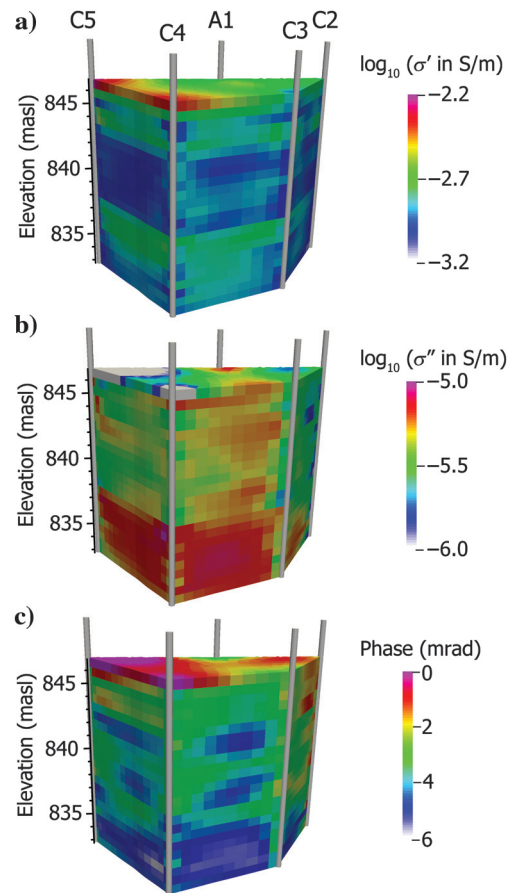 a)
C5 C4 A1 C3 C2
Elevation (masl)
845
840
835
log10 (σ′ in S/m)
−2.2
−2.7
−3.2
b)
Elevation (masl)
845
840
835
log10 (σ″ in S/m)
−5.0
−5.5
−6.0
c)
Elevation (masl)
845
840
835
Phase (mrad)
0
−2
−4
−6